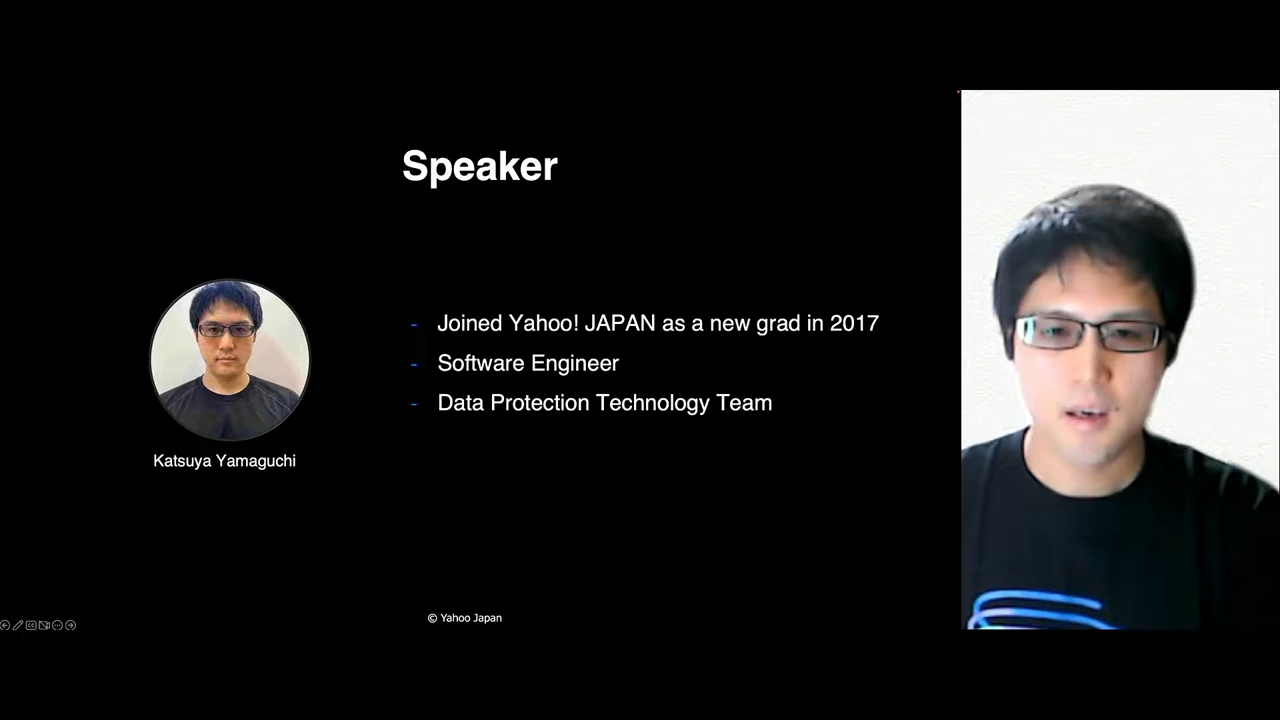 Speaker
- Joined Yahoo! JAPAN as a new grad in 2017
- Software Engineer
- Data Protection Technology Team
Katsuya Yamaguchi
© Yahoo Japan